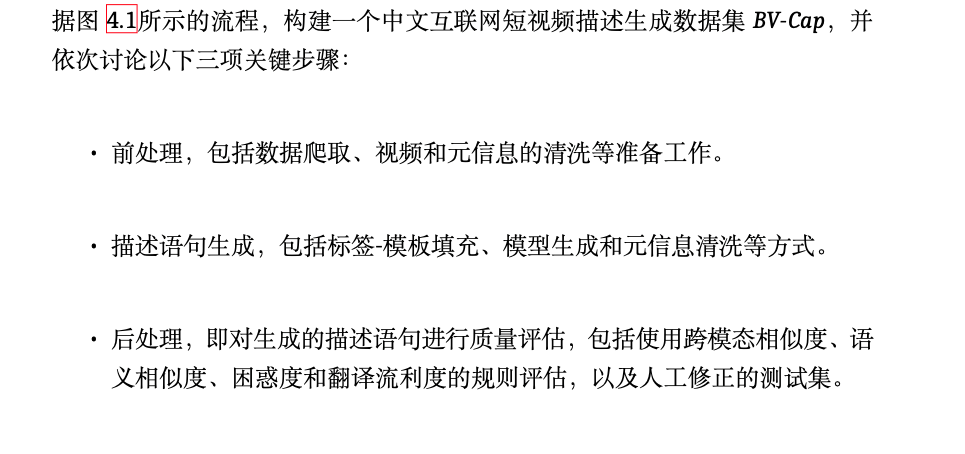 据图 4.1所示的流程，构建一个中文互联网短视频描述生成数据集 BV-Cap，并
依次讨论以下三项关键步骤：
· 前处理，包括数据爬取、视频和元信息的清洗等准备工作。
· 描述语句生成，包括标签-模板填充、模型生成和元信息清洗等方式。
· 后处理，即对生成的描述语句进行质量评估，包括使用跨模态相似度、语
义相似度、困惑度和翻译流利度的规则评估，以及人工修正的测试集。